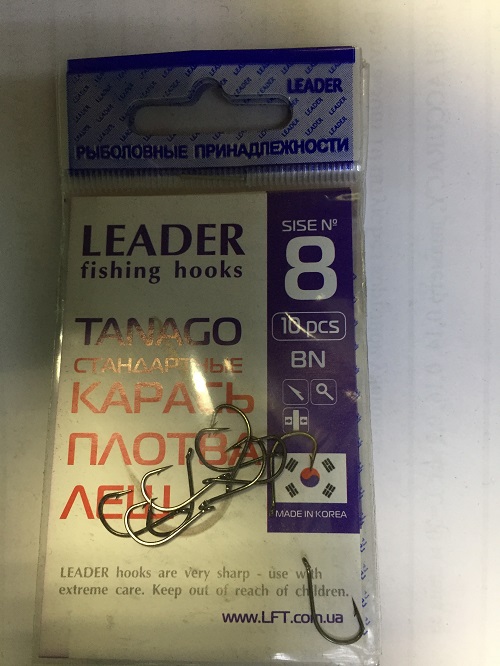 LEADER
РЫБОЛОВНЫЕ ПРИНАДЛЕЖНОСТИ
LEADER
fishing hooks
TANAGO
СТАНДАРТНЫЕ
КАРАСЬ
ПЛОТВА
ЛЕЩ
SISE №
8
10 pcs
BN
MADE IN KOREA
LEADER hooks are very sharp - use with
extreme care. Keep out of reach of children.
www.LFT.com.ua